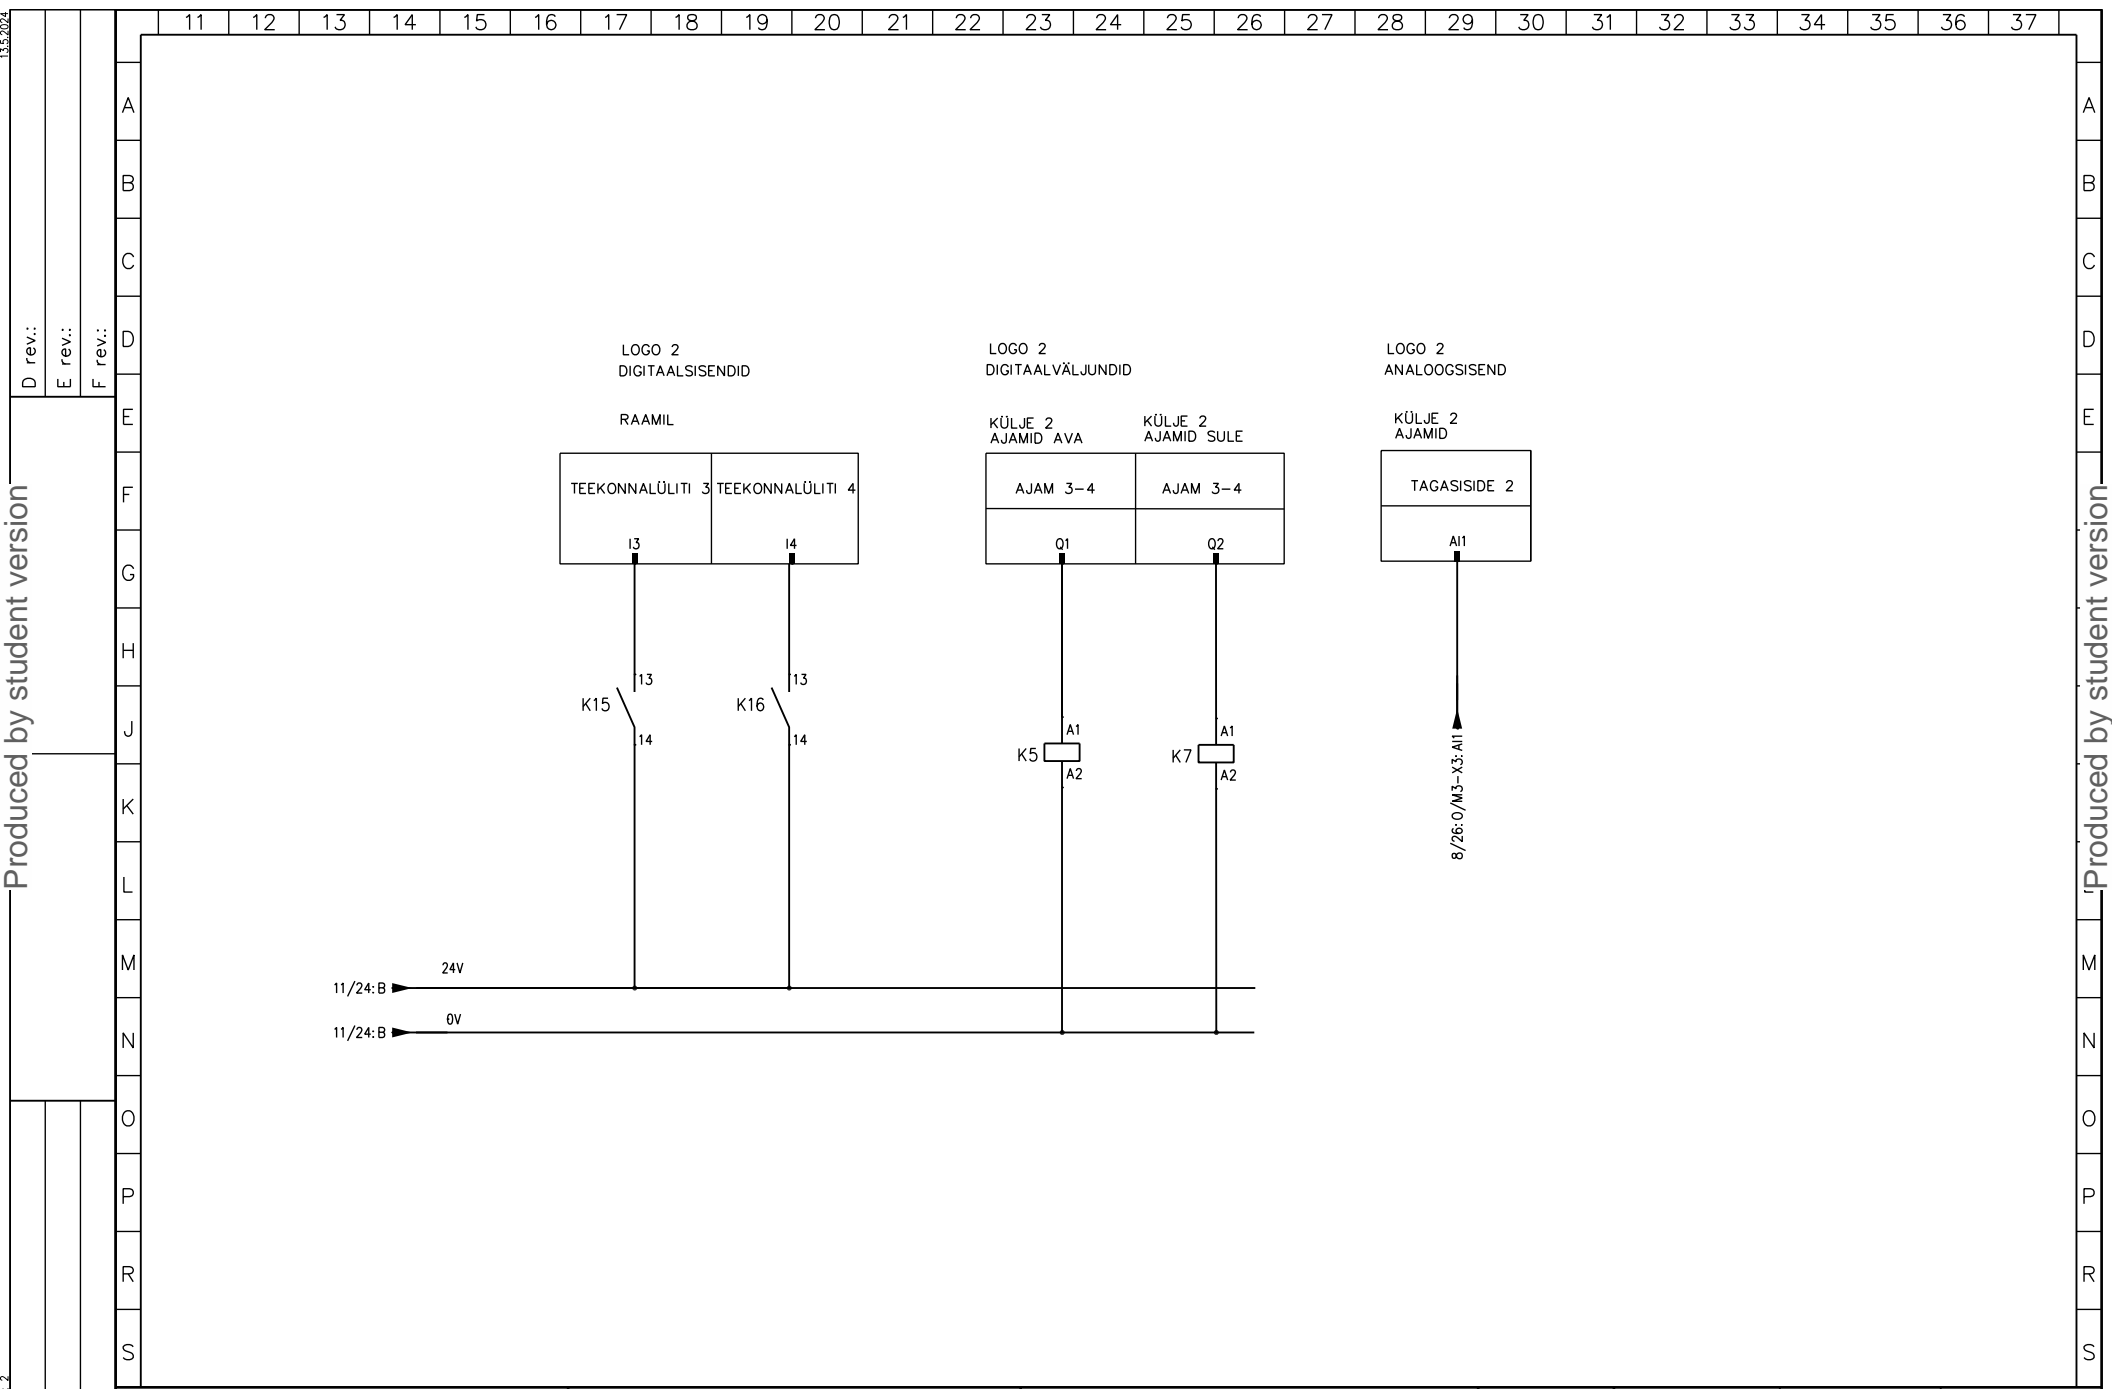 11 12 13 14 15 16 17 18 19 20 21 22 23 24 25 26 27 28 29 30 31 32 33 34 35 36 37
13.5.2024
D rev.:
E rev.:
F rev.:
Produced by student version
A
B
C
D
E
F
G
H
J
K
L
M
N
O
P
R
S
LOGO 2
DIGITAALSISENDID
RAAMIL
TEEKONNALÜLITI 3
TEEKONNALÜLITI 4
I3
I4
K15
13
14
K16
13
14
LOGO 2
DIGITAALVÄLJUNDID
KÜLJE 2
AJAMID AVA
KÜLJE 2
AJAMID SULE
AJAM 3-4
AJAM 3-4
Q1
Q2
K5
A1
A2
K7
A1
A2
LOGO 2
ANALOOGSISEND
KÜLJE 2
AJAMID
TAGASISIDE 2
AI1
8/26:O/M3-X3:AI1
24V
11/24:B
0V
11/24:B
A
B
C
D
E
M
N
O
P
R
S
Produced by student version